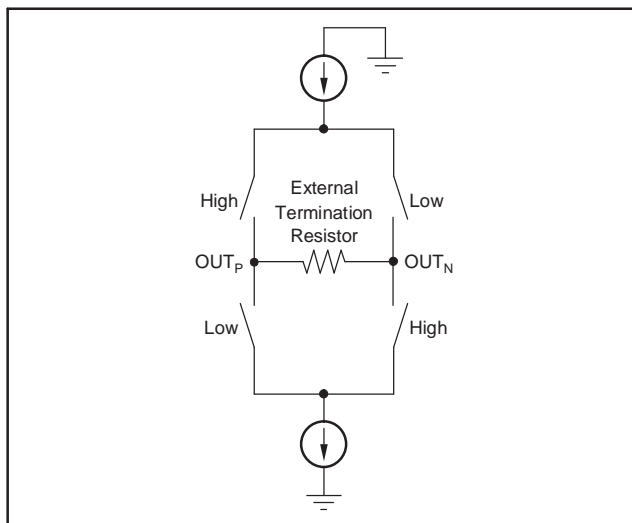 External
Termination
Resistor
High
Low
OUTP
OUTN
Low
High